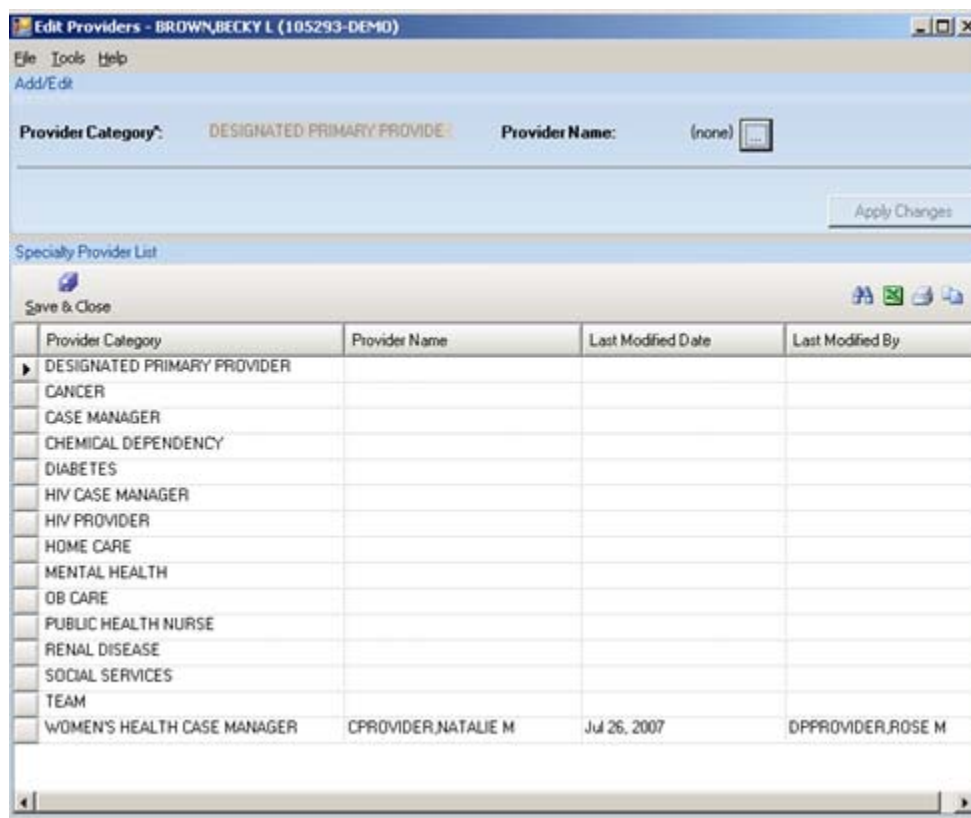 Edit Providers - BROWN,BECKY L (105293-DEMO)
File Tools Help
Add/Edit
Provider Category*: DESIGNATED PRIMARY PROVIDE Provider Name: (none) ...
Apply Changes
Specialty Provider List
Save & Close
Provider Category Provider Name Last Modified Date Last Modified By
DESIGNATED PRIMARY PROVIDER
CANCER
CASE MANAGER
CHEMICAL DEPENDENCY
DIABETES
HIV CASE MANAGER
HIV PROVIDER
HOME CARE
MENTAL HEALTH
OB CARE
PUBLIC HEALTH NURSE
RENAL DISEASE
SOCIAL SERVICES
TEAM
WOMEN'S HEALTH CASE MANAGER CPROVIDER,NATALIE M Jul 26, 2007 DPPROVIDER,ROSE M